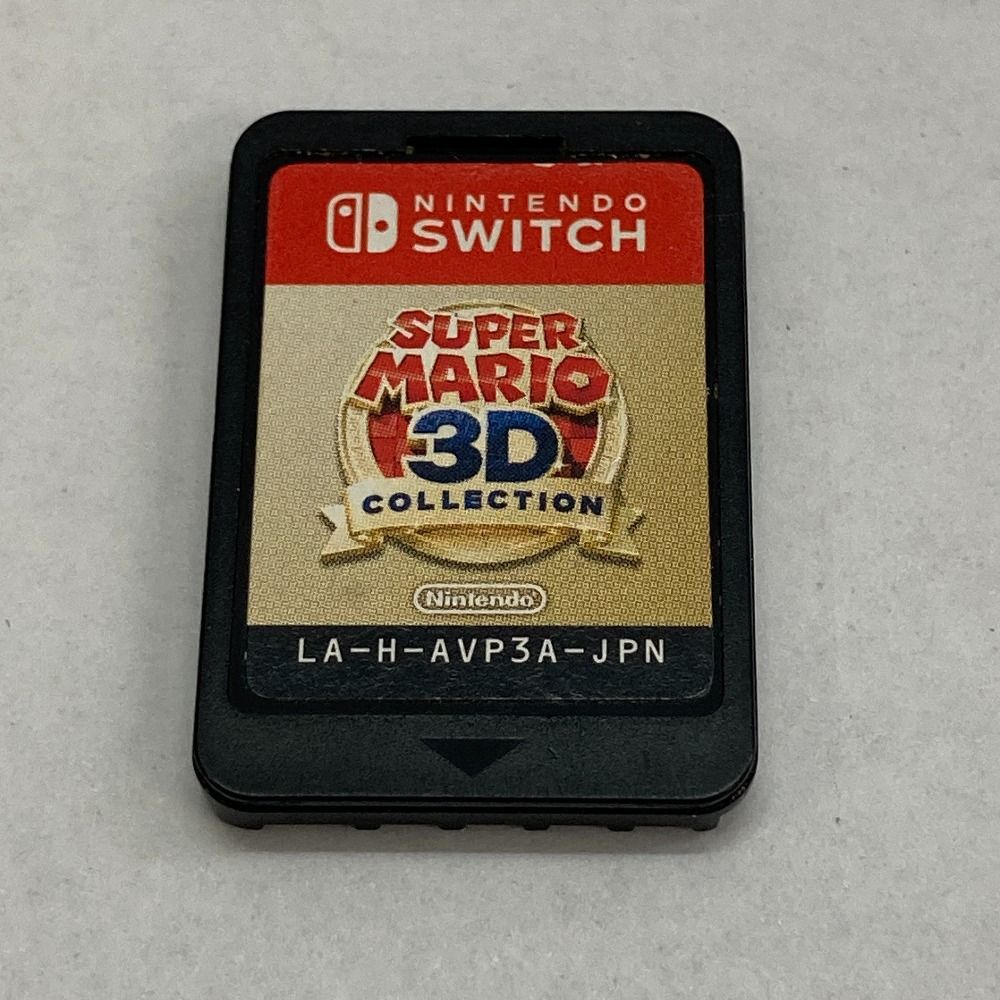 NINTENDO
SWITCH
SUPER
MARIO
3D
COLLECTION
Nintendo
LA-H-AVP3A-JPN